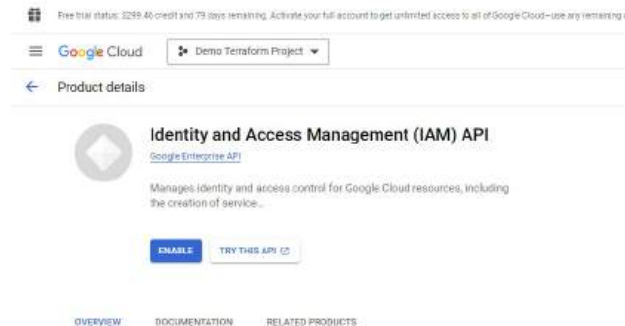 Free trial status: $299.46 credit and 79 days remaining. Activate your full account to get unlimited access to all of Google Cloud—use any remaining
Google Cloud
Demo Terraform Project
Product details
Identity and Access Management (IAM) API
Google Enterprise API
Manages identity and access control for Google Cloud resources, including
the creation of service...
ENABLE TRY THIS API
OVERVIEW DOCUMENTATION RELATED PRODUCTS